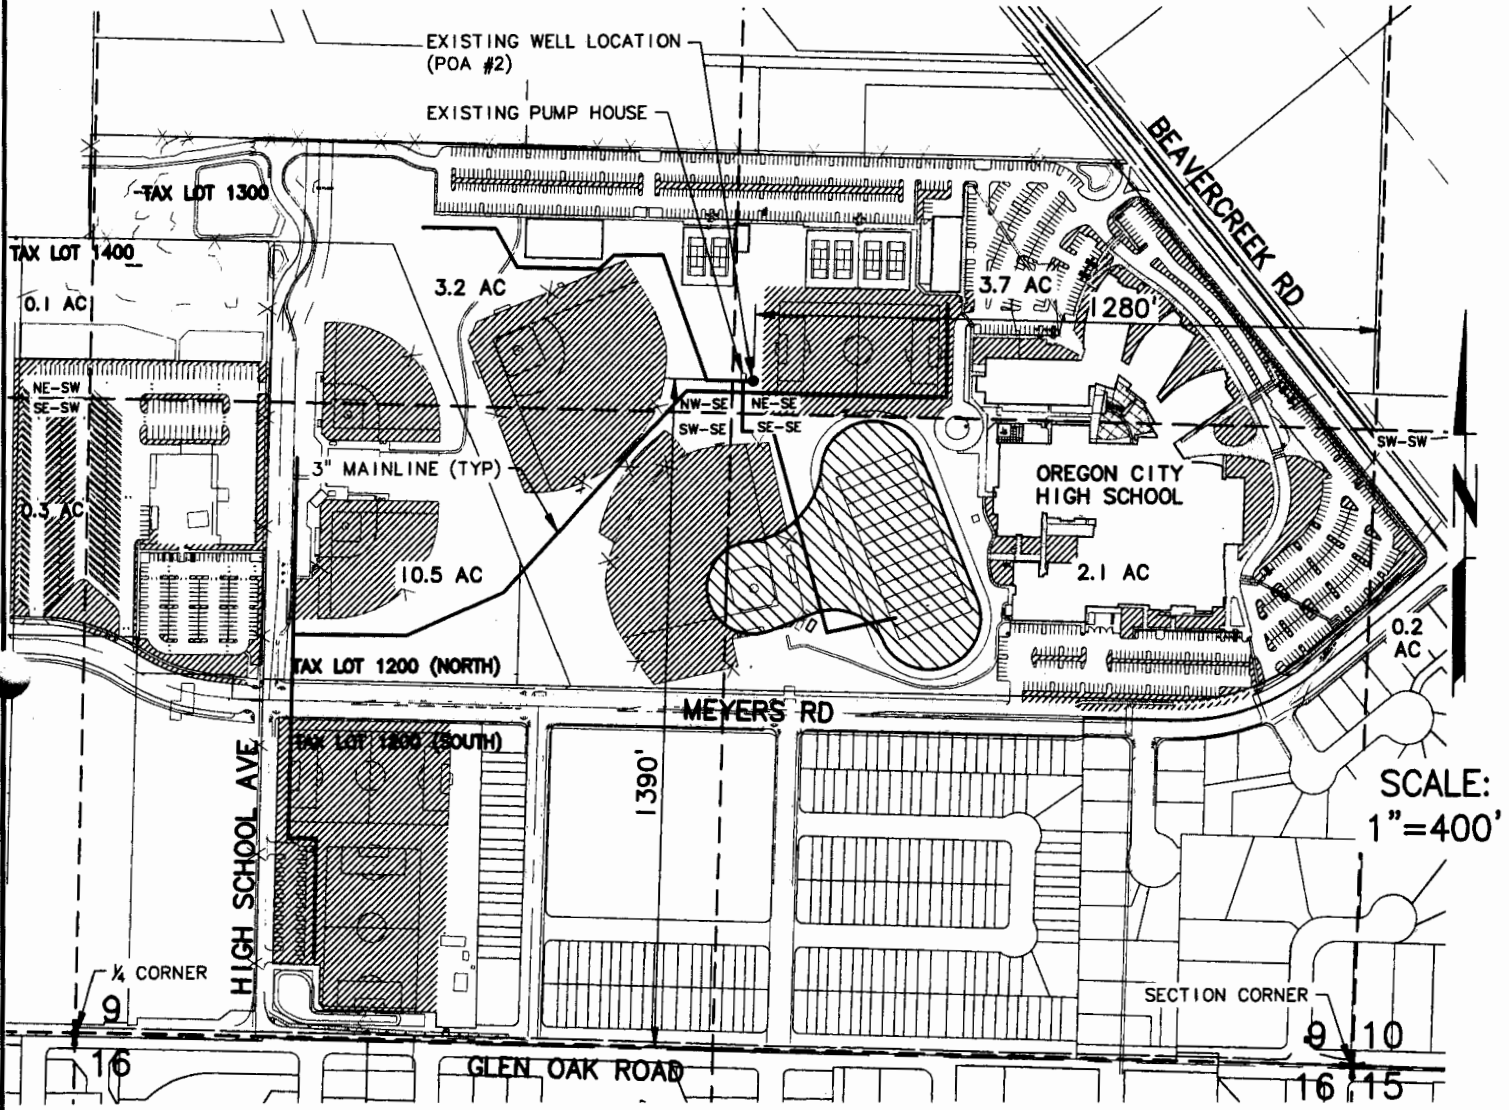 EXISTING WELL LOCATION
(POA #2)
EXISTING PUMP HOUSE
BEAVERCREEK RD
TAX LOT 1300
TAX LOT 1400
0.1 AC
3.2 AC
3.7 AC
1280'
NE-SW
SE-SW
NW-SE
NE-SE
SW-SE
SE-SE
SW-SW
3" MAINLINE (TYP)
OREGON CITY
HIGH SCHOOL
N
0.3 AC
10.5 AC
2.1 AC
0.2
AC
TAX LOT 1200 (NORTH)
MEYERS RD
TAX LOT 1200 (SOUTH)
HIGH SCHOOL AVE
1390'
SCALE:
1"=400'
¼ CORNER
SECTION CORNER
9
16
9
10
GLEN OAK ROAD
16
15